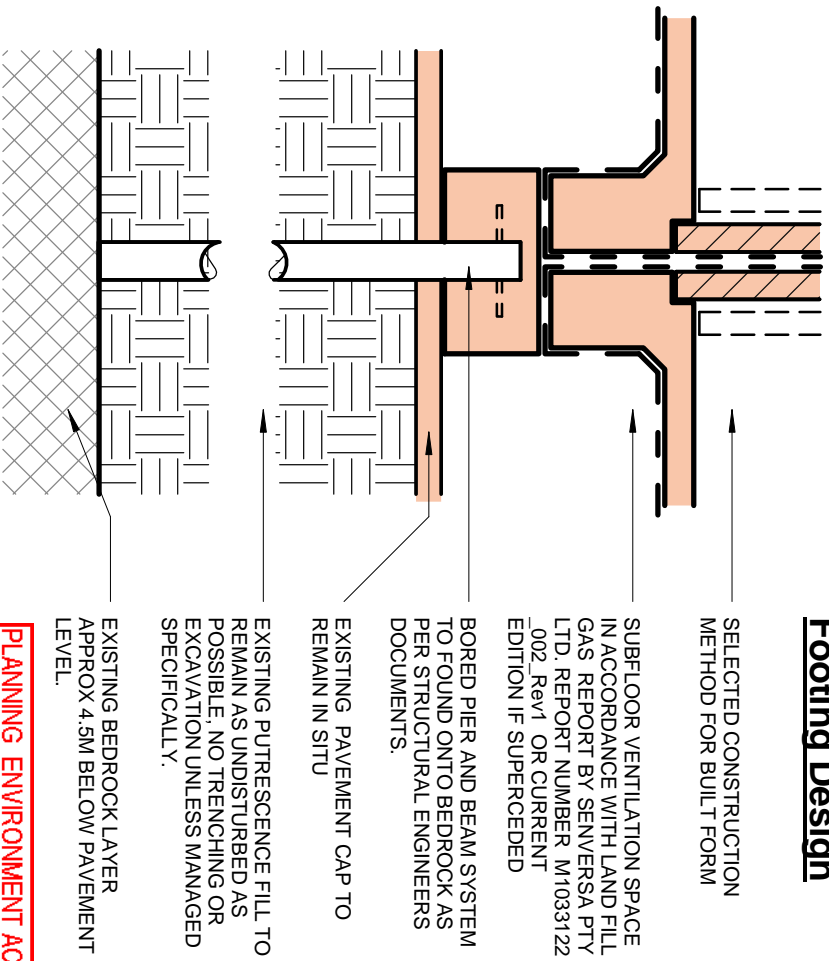 Footing Design
SELECTED CONSTRUCTION
METHOD FOR BUILT FORM
SUBFLOOR VENTILATION SPACE
IN ACCORDANCE WITH LAND FILL
GAS REPORT BY SENVERSA PTY
LTD. REPORT NUMBER M1033122
_002_Rev1 OR CURRENT
EDITION IF SUPERCEDED
BORED PIER AND BEAM SYSTEM
TO FOUND ONTO BEDROCK AS
PER STRUCTURAL ENGINEERS
DOCUMENTS.
EXISTING PAVEMENT CAP TO
REMAIN IN SITU
EXISTING PUTRESCENCE FILL TO
REMAIN AS UNDISTURBED AS
POSSIBLE, NO TRENCHING OR
EXCAVATION UNLESS MANAGED
SPECIFICALLY.
EXISTING BEDROCK LAYER
APPROX 4.5M BELOW PAVEMENT
LEVEL.
PLANNING ENVIRONMENT AC